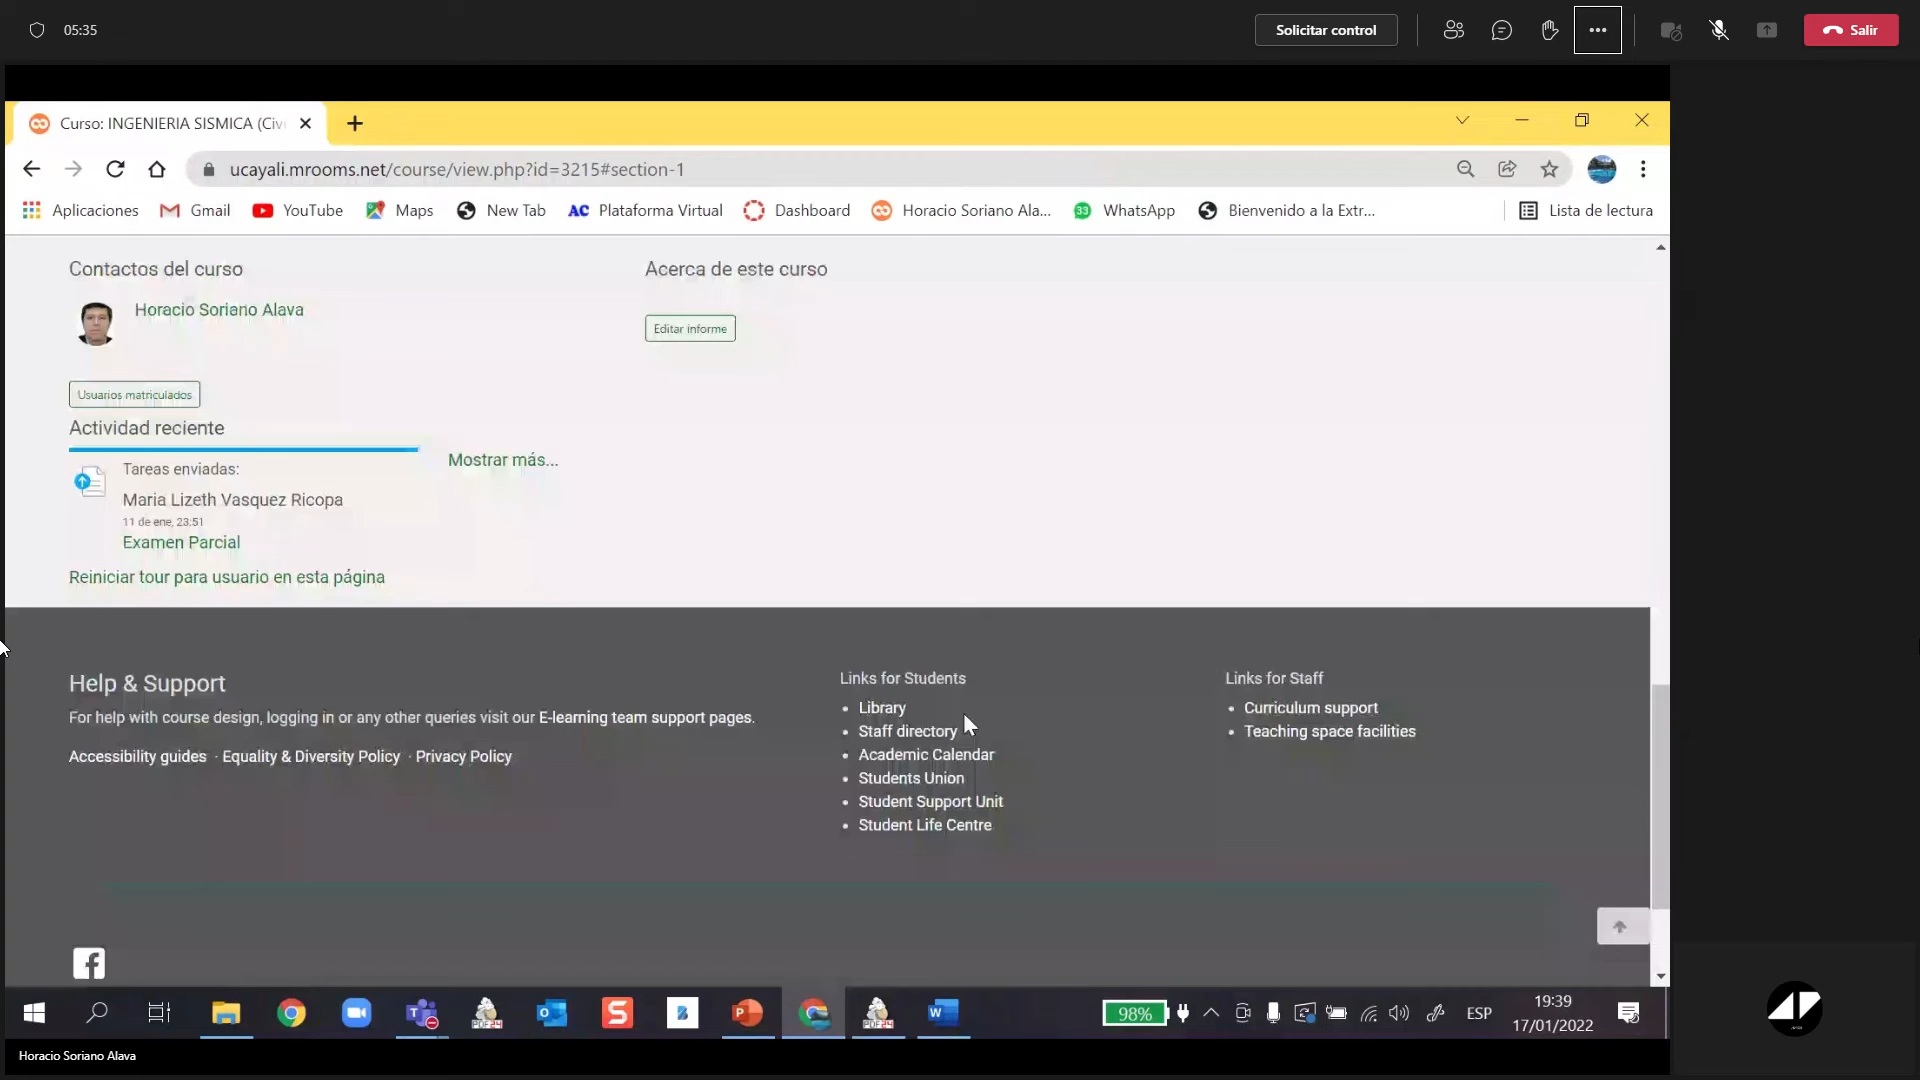 05:35
Solicitar control
Salir
Curso: INGENIERIA SISMICA (Civ
ucayali.mrooms.net/course/view.php?id=3215#section-1
Aplicaciones
Gmail
YouTube
Maps
New Tab
AC Plataforma Virtual
Dashboard
Horacio Soriano Ala...
33 WhatsApp
Bienvenido a la Extr...
Lista de lectura
Contactos del curso
Horacio Soriano Alava
Usuarios matriculados
Acerca de este curso
Editar informe
Actividad reciente
Tareas enviadas:
Maria Lizeth Vasquez Ricopa
11 de ene, 23:51
Examen Parcial
Mostrar más...
Reiniciar tour para usuario en esta página
Help & Support
For help with course design, logging in or any other queries visit our E-learning team support pages.
Accessibility guides · Equality & Diversity Policy · Privacy Policy
Links for Students
Library
Staff directory
Academic Calendar
Students Union
Student Support Unit
Student Life Centre
Links for Staff
Curriculum support
Teaching space facilities
PDF24
PDF24
98%
ESP
19:39
17/01/2022
Horacio Soriano Alava